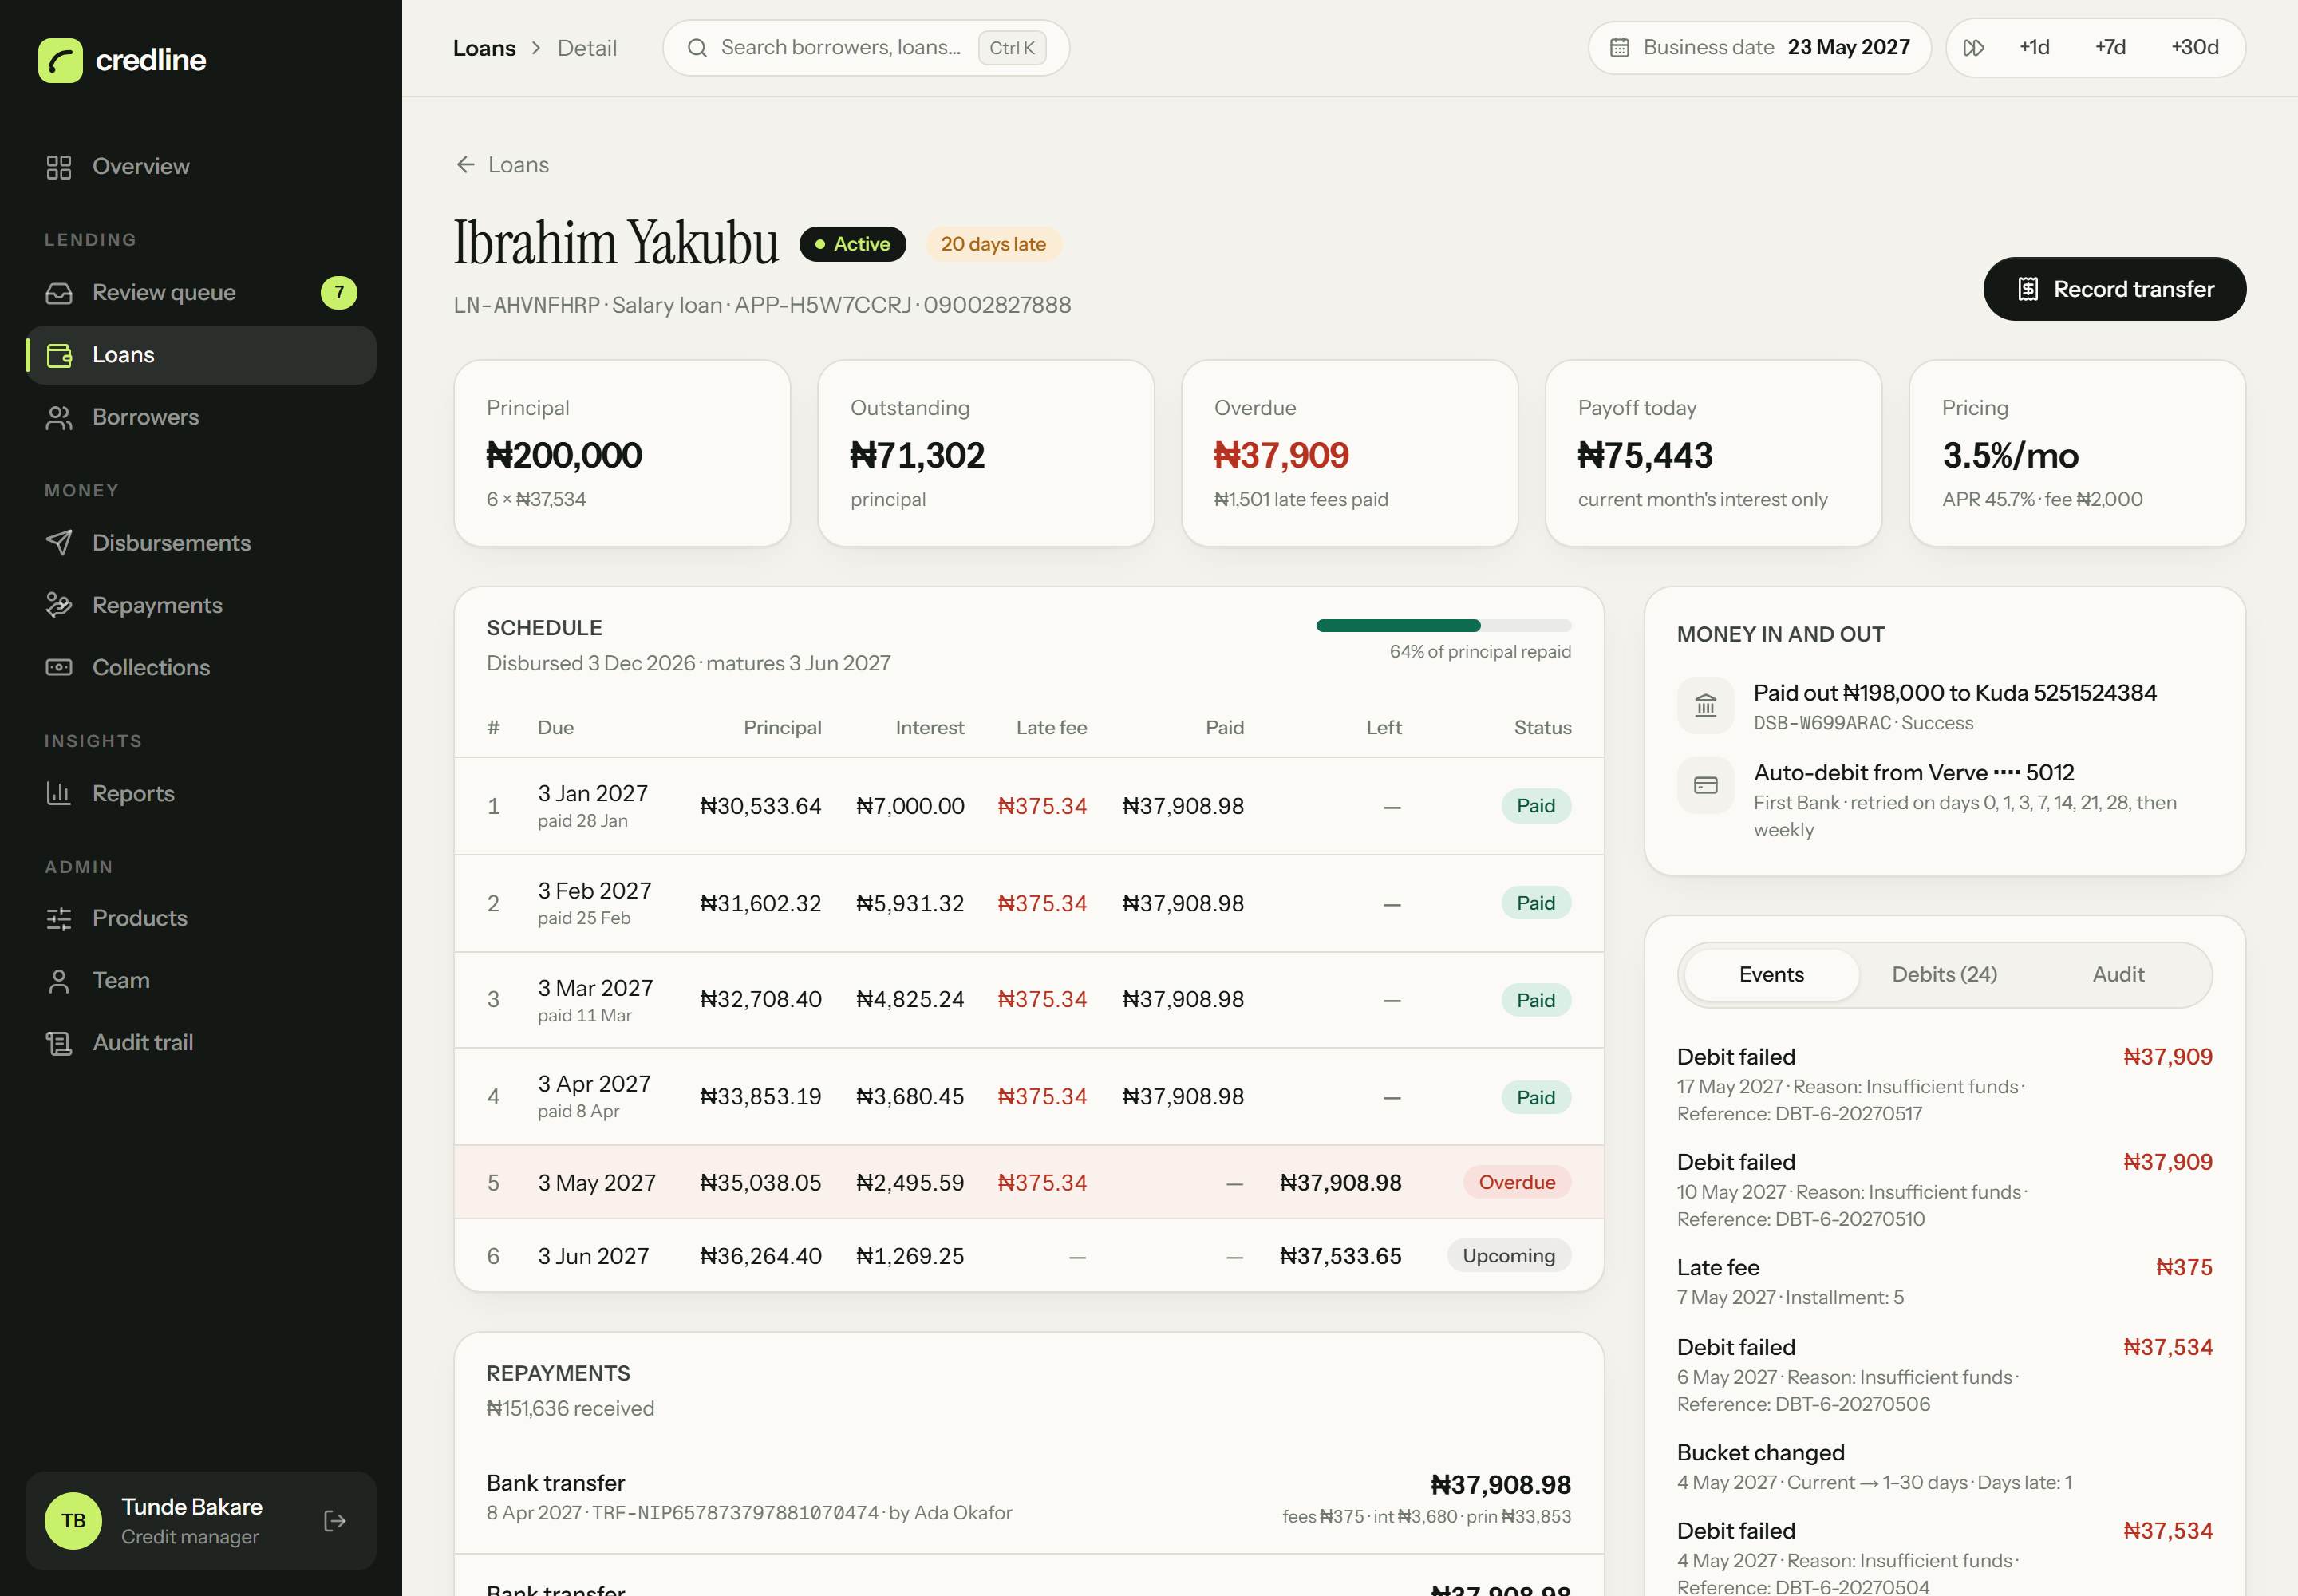 credline
Overview
LENDING
Review queue 7
Loans
Borrowers
MONEY
Disbursements
Repayments
Collections
INSIGHTS
Reports
ADMIN
Products
Team
Audit trail
TB
Tunde Bakare
Credit manager
Loans > Detail
Search borrowers, loans... Ctrl K
Business date 23 May 2027
+1d +7d +30d
← Loans
Ibrahim Yakubu Active 20 days late
LN-AHVNFHRP · Salary loan · APP-H5W7CCRJ · 09002827888
Record transfer
Principal
₦200,000
6 × ₦37,534
Outstanding
₦71,302
principal
Overdue
₦37,909
₦1,501 late fees paid
Payoff today
₦75,443
current month's interest only
Pricing
3.5%/mo
APR 45.7% · fee ₦2,000
SCHEDULE
Disbursed 3 Dec 2026 · matures 3 Jun 2027
64% of principal repaid
# Due Principal Interest Late fee Paid Left Status
1 3 Jan 2027 ₦30,533.64 ₦7,000.00 ₦375.34 ₦37,908.98 — Paid
paid 28 Jan
2 3 Feb 2027 ₦31,602.32 ₦5,931.32 ₦375.34 ₦37,908.98 — Paid
paid 25 Feb
3 3 Mar 2027 ₦32,708.40 ₦4,825.24 ₦375.34 ₦37,908.98 — Paid
paid 11 Mar
4 3 Apr 2027 ₦33,853.19 ₦3,680.45 ₦375.34 ₦37,908.98 — Paid
paid 8 Apr
5 3 May 2027 ₦35,038.05 ₦2,495.59 ₦375.34 — ₦37,908.98 Overdue
6 3 Jun 2027 ₦36,264.40 ₦1,269.25 — — ₦37,533.65 Upcoming
REPAYMENTS
₦151,636 received
Bank transfer ₦37,908.98
8 Apr 2027 · TRF-NIP657873797881070474 · by Ada Okafor fees ₦375 · int ₦3,680 · prin ₦33,853
Bank transfer ₦37,908.98
MONEY IN AND OUT
Paid out ₦198,000 to Kuda 5251524384
DSB-W699ARAC · Success
Auto-debit from Verve •••• 5012
First Bank · retried on days 0, 1, 3, 7, 14, 21, 28, then
weekly
Events Debits (24) Audit
Debit failed ₦37,909
17 May 2027 · Reason: Insufficient funds ·
Reference: DBT-6-20270517
Debit failed ₦37,909
10 May 2027 · Reason: Insufficient funds ·
Reference: DBT-6-20270510
Late fee ₦375
7 May 2027 · Installment: 5
Debit failed ₦37,534
6 May 2027 · Reason: Insufficient funds ·
Reference: DBT-6-20270506
Bucket changed
4 May 2027 · Current → 1–30 days · Days late: 1
Debit failed ₦37,534
4 May 2027 · Reason: Insufficient funds ·
Reference: DBT-6-20270504